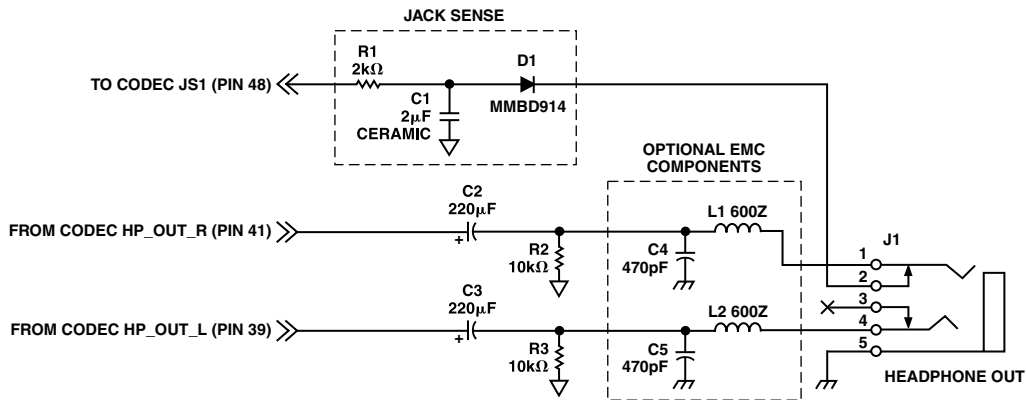 JACK SENSE
R1
2kΩ
D1
TO CODEC JS1 (PIN 48)
C1
2μF
CERAMIC
MMBD914
OPTIONAL EMC
COMPONENTS
C2
220μF
L1 600Z
FROM CODEC HP_OUT_R (PIN 41)
+
R2
10kΩ
C4
470pF
J1
1
2
3
4
5
C3
220μF
L2 600Z
FROM CODEC HP_OUT_L (PIN 39)
+
R3
10kΩ
C5
470pF
HEADPHONE OUT